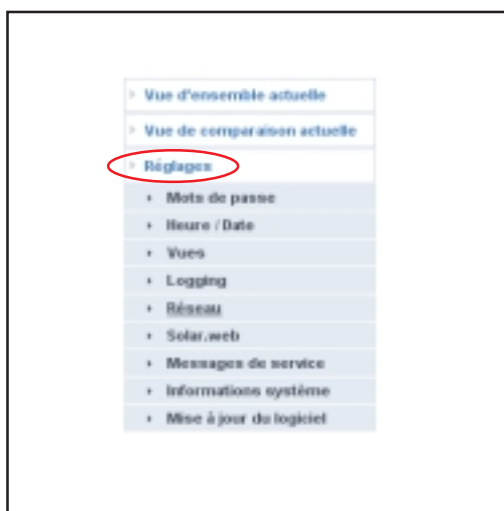 Vue d'ensemble actuelle
Vue de comparaison actuelle
Réglages
Mots de passe
Heure / Date
Vues
Logging
Réseau
Solar.web
Messages de service
Informations système
Mise à jour du logiciel